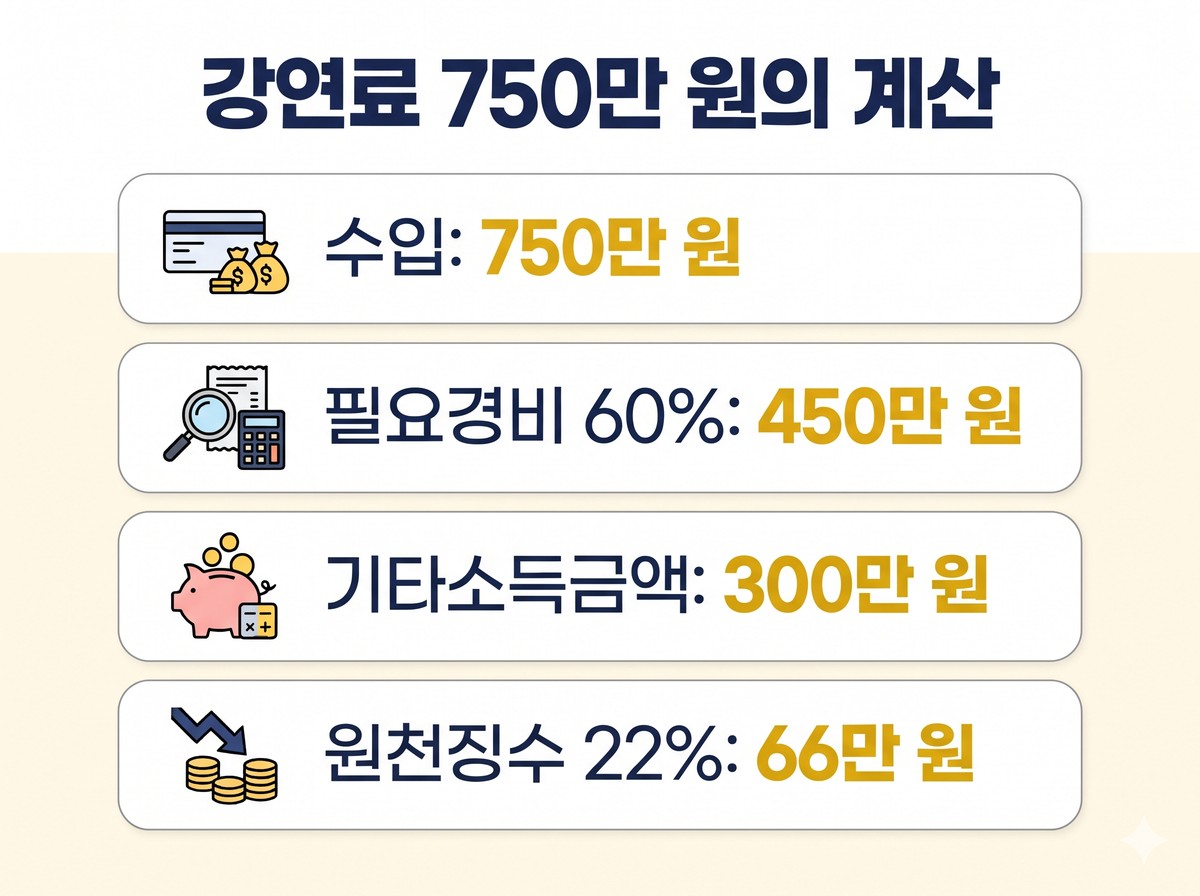 강연료 750만 원의 계산
수입: 750만 원
필요경비 60%: 450만 원
기타소득금액: 300만 원
원천징수 22%: 66만 원